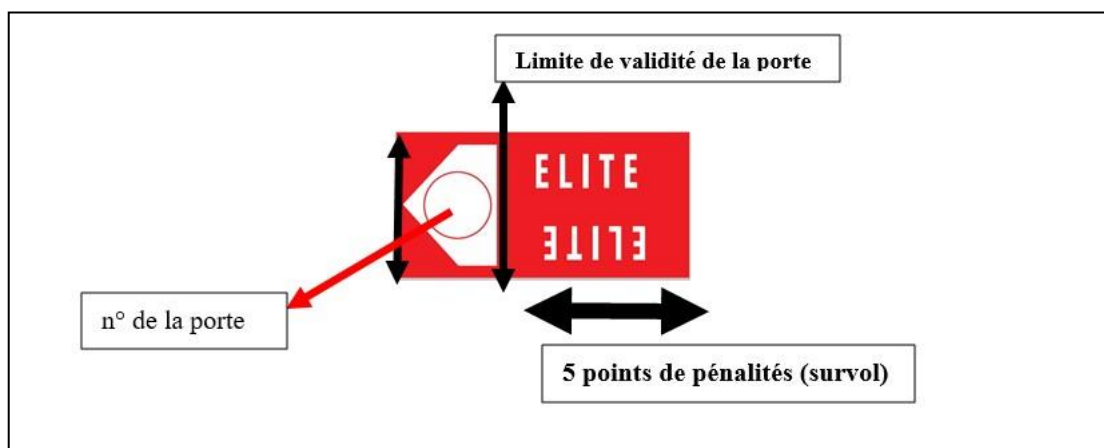 Limite de validité de la porte
ELITE
ELITE
n° de la porte
5 points de pénalités (survol)